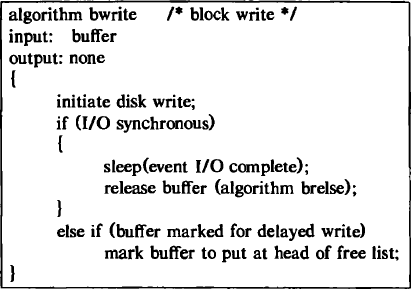 algorithm bwrite /* block write */
input: buffer
output: none
{
initiate disk write;
if (I/O synchronous)
{
sleep(event I/O complete);
release buffer (algorithm brelse);
}
else if (buffer marked for delayed write)
mark buffer to put at head of free list;
}